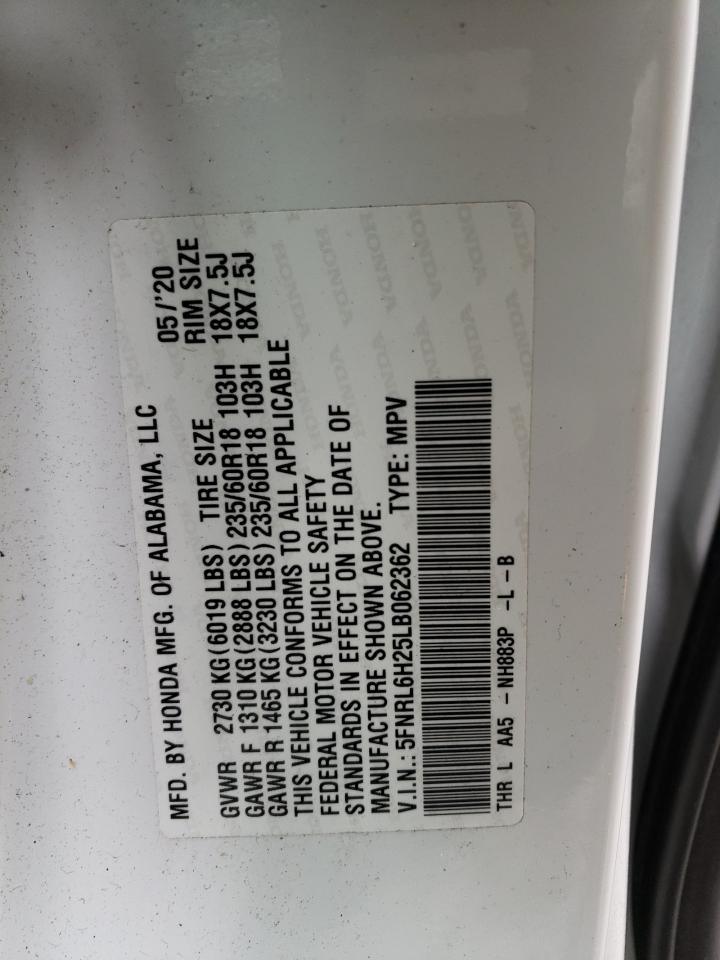 MFD. BY HONDA MFG. OF ALABAMA, LLC 05/'20
GVWR 2730 KG(6019 LBS) TIRE SIZE RIM SIZE
GAWR F 1310 KG(2888 LBS) 235/60R18 103H 18X7.5J
GAWR R 1465 KG(3230 LBS) 235/60R18 103H 18X7.5J
THIS VEHICLE CONFORMS TO ALL APPLICABLE
FEDERAL MOTOR VEHICLE SAFETY
STANDARDS IN EFFECT ON THE DATE OF
MANUFACTURE SHOWN ABOVE.
V.I.N.: 5FNRL6H25LB062362 TYPE: MPV
THR L AA5 - NH883P -L-B